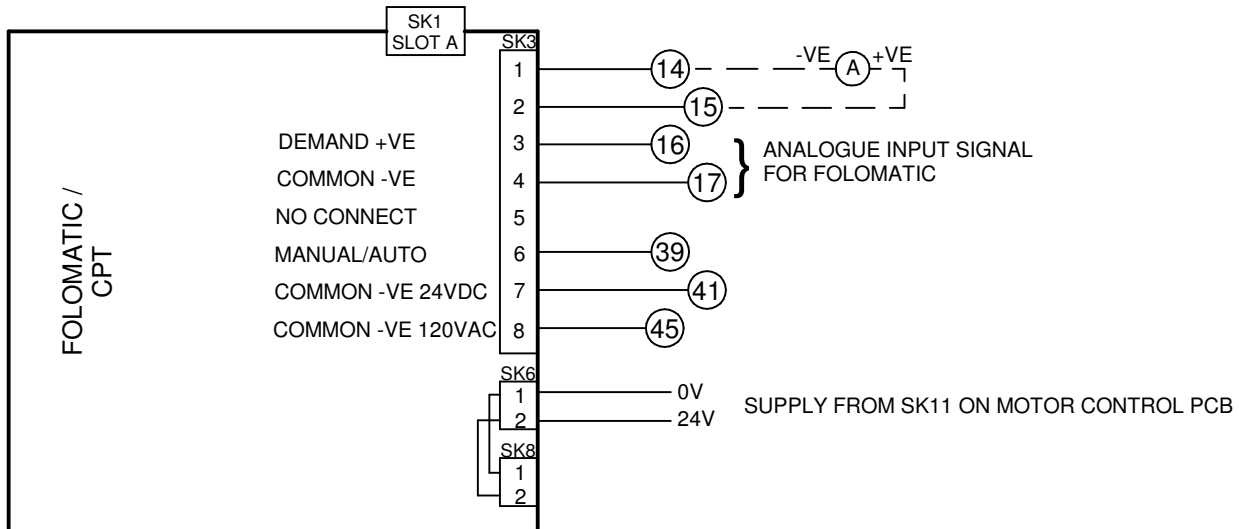 SK1
SLOT A
SK3
1 14 -VE A +VE
2 15
DEMAND +VE 3 16
COMMON -VE 4 17
} ANALOGUE INPUT SIGNAL
FOR FOLOMATIC
NO CONNECT 5
MANUAL/AUTO 6 39
COMMON -VE 24VDC 7 41
COMMON -VE 120VAC 8 45
FOLOMATIC /
CPT
SK6
1 0V
2 24V
SUPPLY FROM SK11 ON MOTOR CONTROL PCB
SK8
1
2